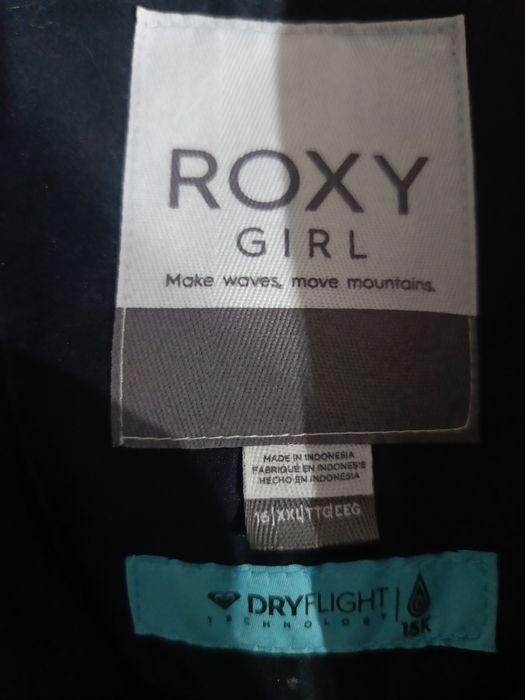 ROXY
GIRL
Make waves, move mountains.
MADE IN INDONESIA
FABRIQUE EN INDONESIE
HECHO EN INDONESIA
16|XXL|TTG|EEG
DRYFLIGHT
TECHNOLOGY
15K